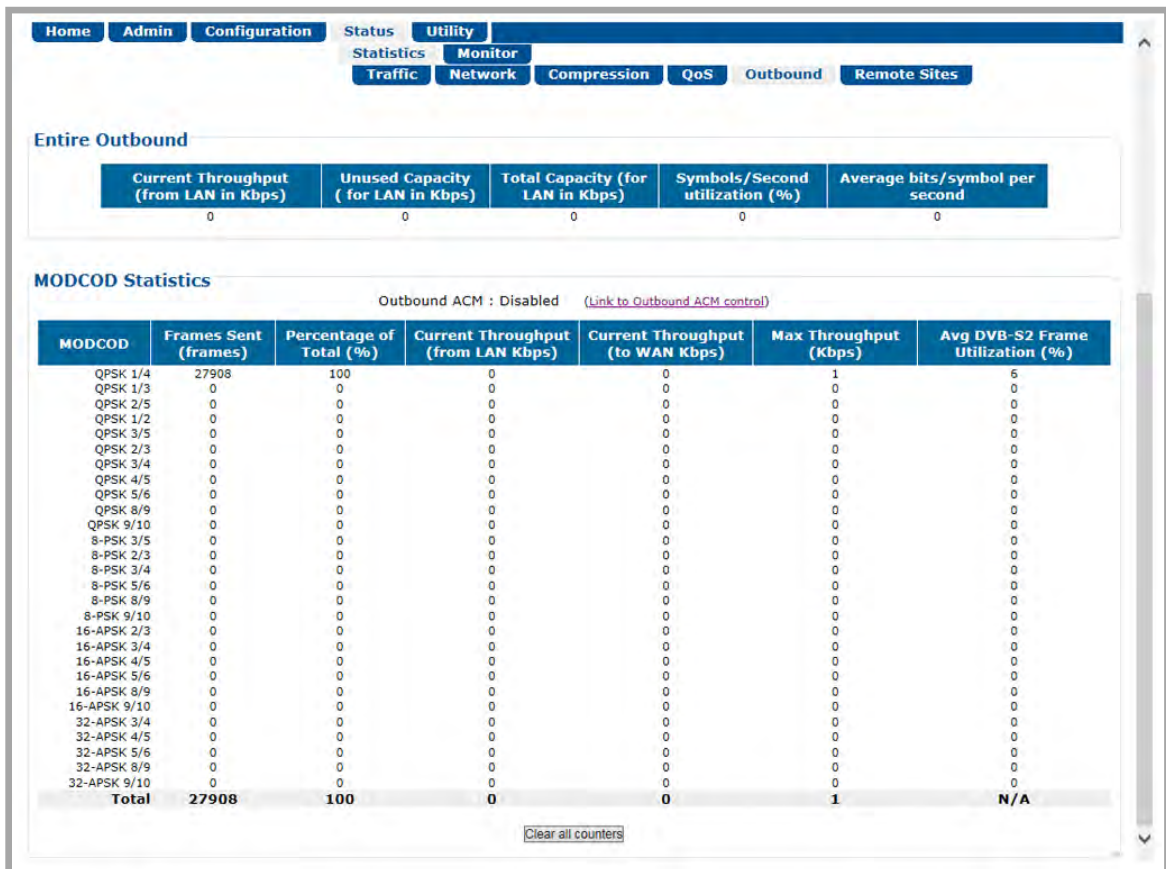 Home Admin Configuration Status Utility
Statistics Monitor
Traffic Network Compression QoS Outbound Remote Sites
Entire Outbound
Current Throughput (from LAN in Kbps) Unused Capacity ( for LAN in Kbps) Total Capacity (for LAN in Kbps) Symbols/Second utilization (%) Average bits/symbol per second
0 0 0 0 0
MODCOD Statistics
Outbound ACM : Disabled (Link to Outbound ACM control)
MODCOD Frames Sent (frames) Percentage of Total (%) Current Throughput (from LAN Kbps) Current Throughput (to WAN Kbps) Max Throughput (Kbps) Avg DVB-S2 Frame Utilization (%)
QPSK 1/4 27908 100 0 0 1 6
QPSK 1/3 0 0 0 0 0 0
QPSK 2/5 0 0 0 0 0 0
QPSK 1/2 0 0 0 0 0 0
QPSK 3/5 0 0 0 0 0 0
QPSK 2/3 0 0 0 0 0 0
QPSK 3/4 0 0 0 0 0 0
QPSK 4/5 0 0 0 0 0 0
QPSK 5/6 0 0 0 0 0 0
QPSK 8/9 0 0 0 0 0 0
QPSK 9/10 0 0 0 0 0 0
8-PSK 3/5 0 0 0 0 0 0
8-PSK 2/3 0 0 0 0 0 0
8-PSK 3/4 0 0 0 0 0 0
8-PSK 5/6 0 0 0 0 0 0
8-PSK 8/9 0 0 0 0 0 0
8-PSK 9/10 0 0 0 0 0 0
16-APSK 2/3 0 0 0 0 0 0
16-APSK 3/4 0 0 0 0 0 0
16-APSK 4/5 0 0 0 0 0 0
16-APSK 5/6 0 0 0 0 0 0
16-APSK 8/9 0 0 0 0 0 0
16-APSK 9/10 0 0 0 0 0 0
32-APSK 3/4 0 0 0 0 0 0
32-APSK 4/5 0 0 0 0 0 0
32-APSK 5/6 0 0 0 0 0 0
32-APSK 8/9 0 0 0 0 0 0
32-APSK 9/10 0 0 0 0 0 0
Total 27908 100 0 0 1 N/A
Clear all counters